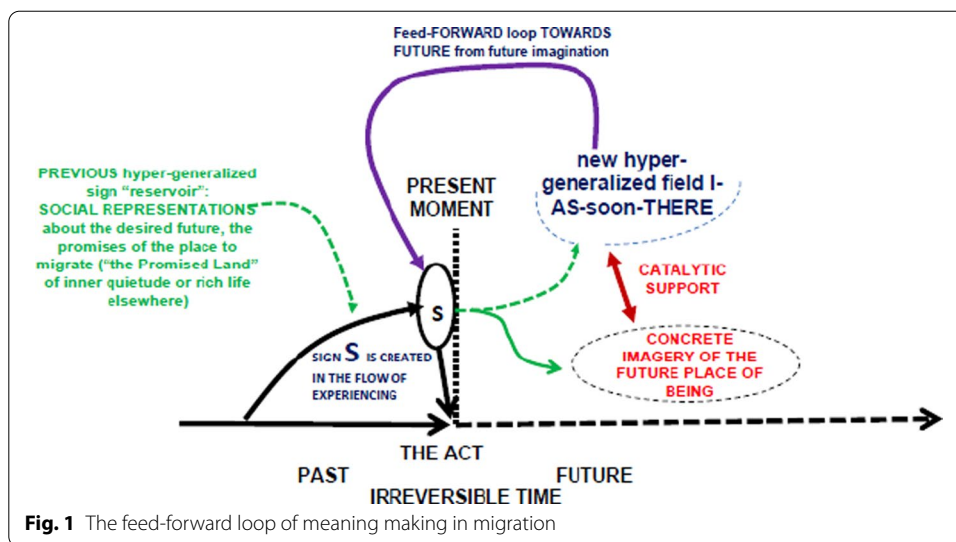 Feed-FORWARD loop TOWARDS
FUTURE from future imagination
PREVIOUS hyper-generalized
sign “reservoir”:
SOCIAL REPRESENTATIONS
about the desired future, the
promises of the place to
migrate (“the Promised Land”
of inner quietude or rich life
elsewhere)
PRESENT
MOMENT
new hyper-
generalized field I-
AS-soon-THERE
CATALYTIC
SUPPORT
S
SIGN S IS CREATED
IN THE FLOW OF
EXPERIENCING
CONCRETE
IMAGERY OF THE
FUTURE PLACE OF
BEING
THE ACT
PAST
FUTURE
IRREVERSIBLE TIME
Fig. 1 The feed-forward loop of meaning making in migration